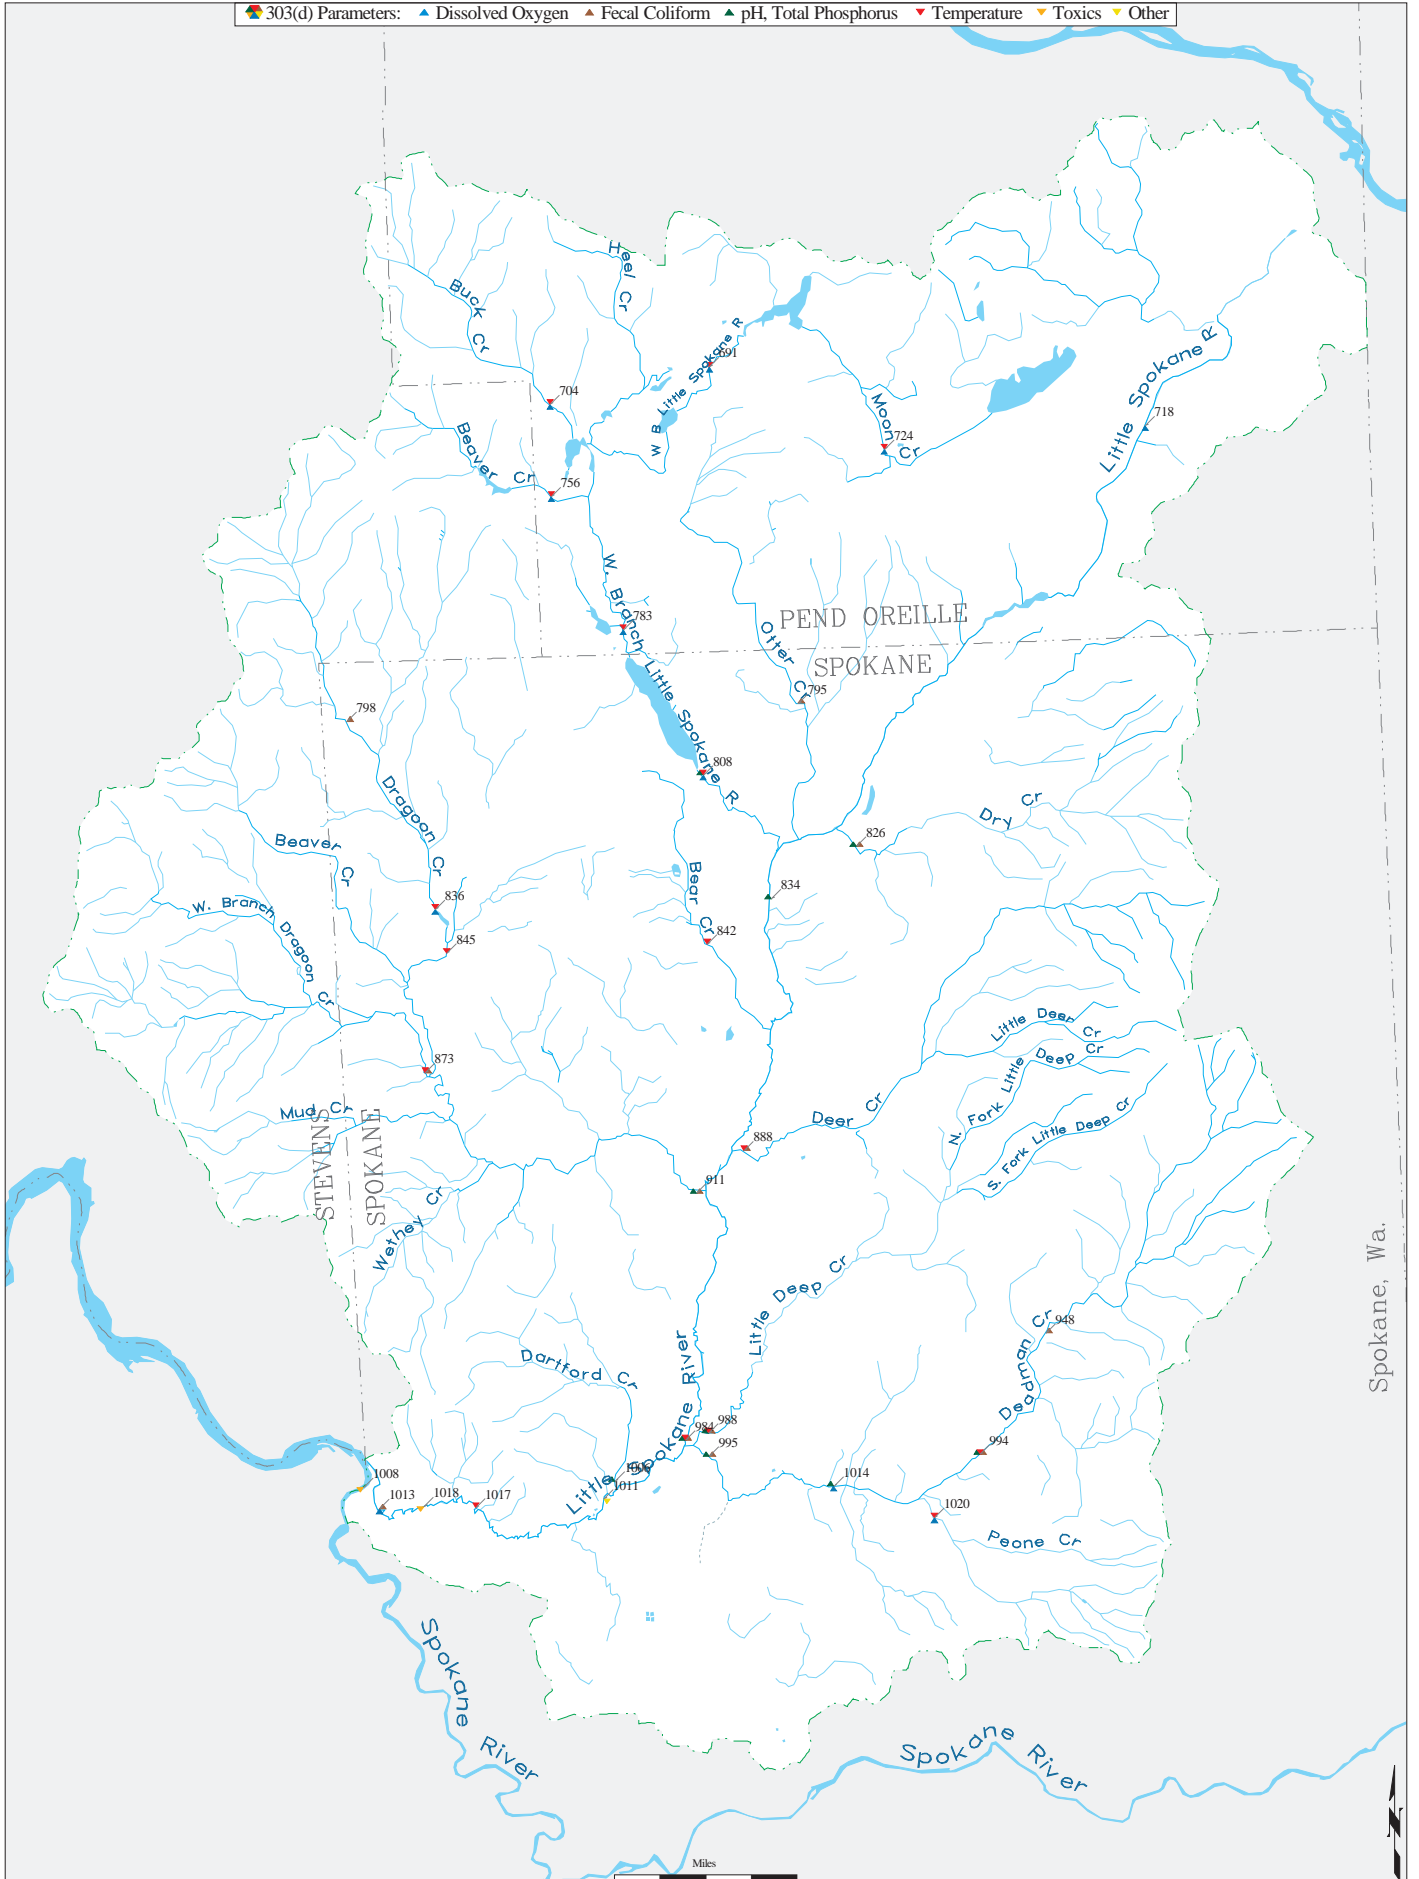 303(d) Parameters: Dissolved Oxygen Fecal Coliform pH, Total Phosphorus Temperature Toxics Other
Heel Cr
Buck Cr
W B Little Spokane R
691
Little Spokane R
704
Moon Cr
718
724
Beaver Cr
756
W. Branch Little Spokane R
783
PEND OREILLE
SPOKANE
Otter Cr
795
798
808
Dragoon Cr
Dry Cr
826
Beaver Cr
Bear Cr
834
836
W. Branch Dragoon Cr
842
845
Little Deer Cr
N. Fork Little Deep Cr
873
S. Fork Little Deep Cr
Mud Cr
Deer Cr
STEVENS
SPOKANE
888
911
Wethey Cr
Spokane, Wa.
Little Deep Cr
948
Deadman Cr
Dartford Cr
Little Spokane River
988
984
995
994
1006
1011
1008
1013
1018
1017
1014
1020
Peone Cr
Spokane River
Spokane River
Miles
N